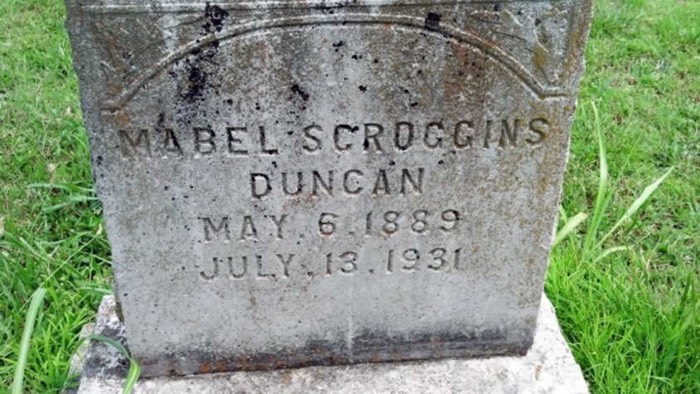 MABEL SCROGGINS
DUNCAN
MAY. 6. 1889
JULY. 13. 1931